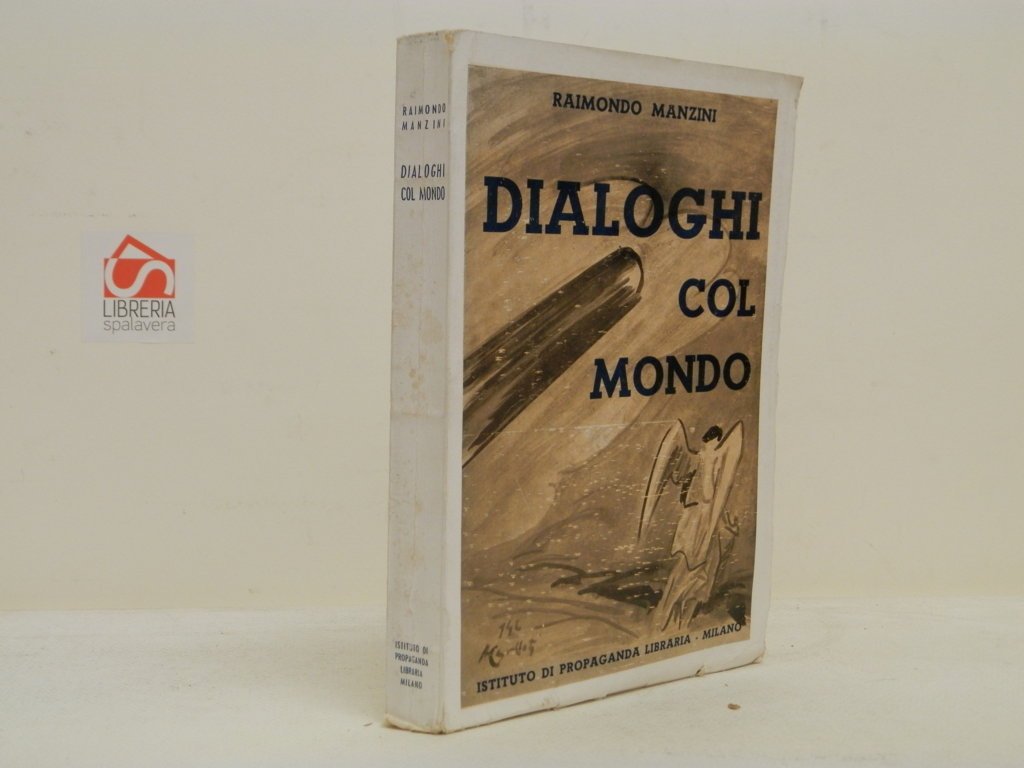 RAIMONDO
MANZINI
DIALOGHI
COL MONDO
ISTITUTO DI
PROPAGANDA
LIBRARIA
MILANO
RAIMONDO MANZINI
DIALOGHI
COL
MONDO
ISTITUTO DI PROPAGANDA LIBRARIA - MILANO
LIBRERIA
spalavera